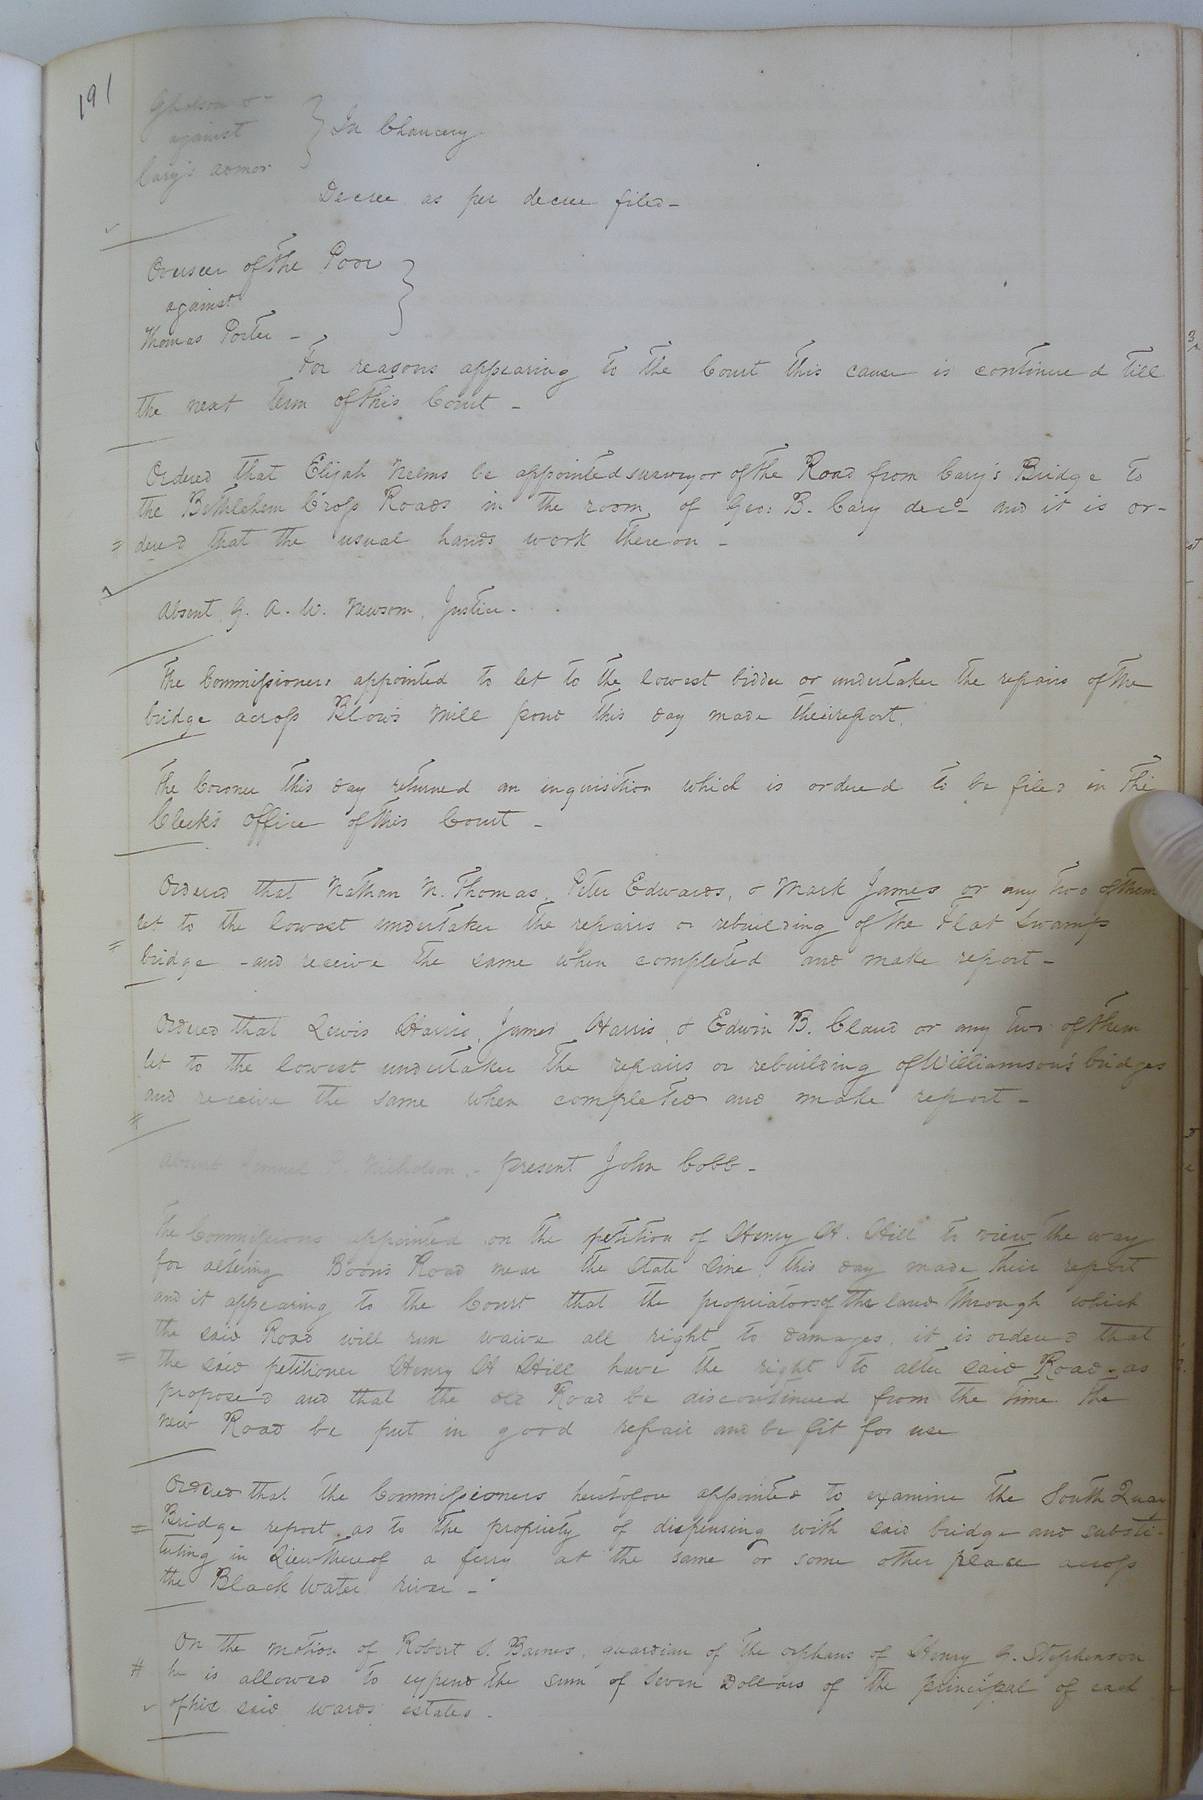 191
Gholson &
against
Cary's admor
In Chancery
Decree as per decree filed -
Overseer of the Poor
against
Thomas Porter -
For reasons appearing to the Court this cause is continued till
the next term of this Court -
Ordered that Elijah Nelms be appointed surveyor of the Road from Cary's Bridge to
the Bethlehem Cross Roads in the room of Geo: B. Cary decd and it is or-
dered that the usual hands work thereon -
Absent G. A. W. Newsom, Justice -
The Commissioners appointed to let to the lowest bidder or undertaker the repairs of the
bridge across Blow's Mill pond this day made their report.
The Coroner this day returned an inquisition which is ordered to be filed in the
Clerk's office of this Court -
Ordered that Nathan N. Thomas, Peter Edwards, & Mark James or any two of them
let to the lowest undertaker the repairs or rebuilding of the Flat Swamp
bridge - and receive the same when completed and make report -
Ordered that Lewis Harris, James Harris, & Edwin B. Claud or any two of them
let to the lowest undertaker the repairs or rebuilding of Williamson's bridges
and receive the same when completed and make report -
Absent Nicholson, - present John Cobb -
The Commissioners appointed on the petition of Henry H. Hill to view the way
for altering Boon's Road near the State line, this day made their report
and it appearing to the Court that the propriators of the land through which
the said Road will run waive all right to damages, it is ordered that
the said petitioner Henry H Hill have the right to alter said Road - as
proposed and that the old Road be discontinued from the time the
new Road be put in good repair and be fit for use
Ordered that the Commissioners heretofore appointed to examine the South Quay
Bridge report as to the propriety of dispensing with said bridge and substi-
tuting in Lieu thereof a ferry at the same or some other place across
the Black Water river -
On the motion of Robert S. Barnes, guardian of the orphans of Henry G. Stephenson
he is allowed to expend the sum of Seven Dollars of the principal of each
of his said wards estates.